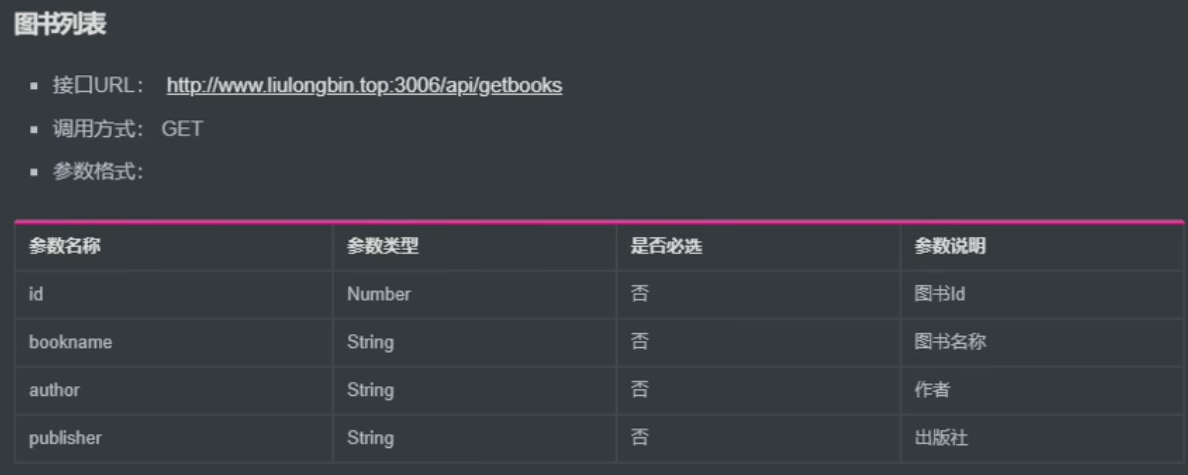 图书列表
接口URL： http://www.liulongbin.top:3006/api/getbooks
调用方式： GET
参数格式：
参数名称 参数类型 是否必选 参数说明
id Number 否 图书Id
bookname String 否 图书名称
author String 否 作者
publisher String 否 出版社